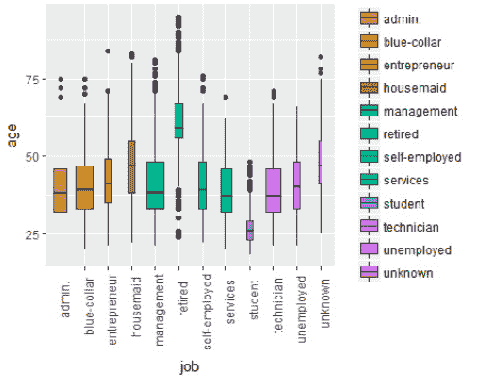 age
75
50
25
admin.
blue-collar
entrepreneur
housemaid
management
retired
self-employed
services
student
technician
unemployed
unknown
job
admin.
blue-collar
entrepreneur
housemaid
management
retired
self-employed
services
student
technician
unemployed
unknown